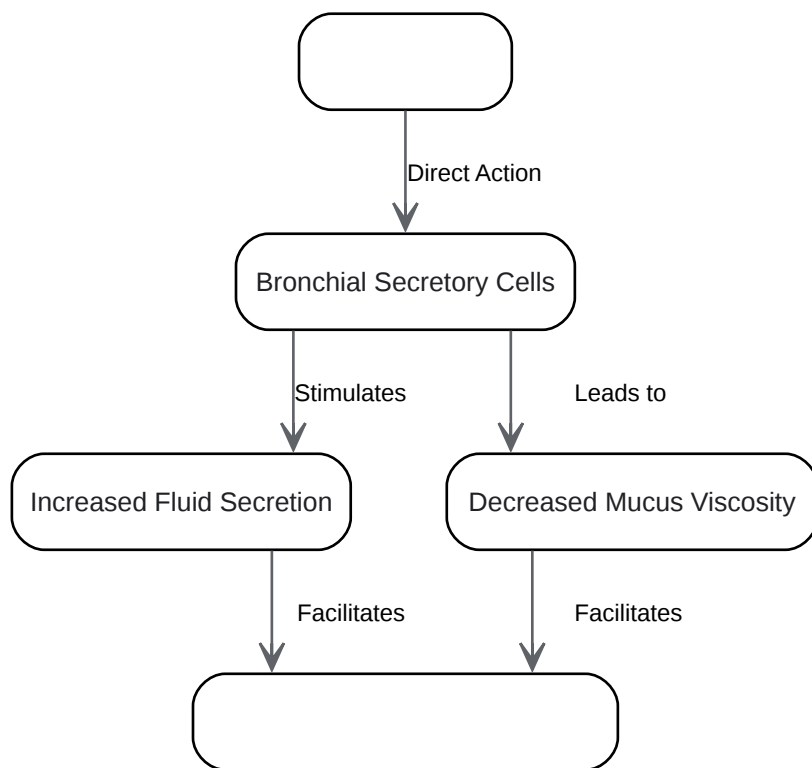 Direct Action
Bronchial Secretory Cells
Stimulates
Leads to
Increased Fluid Secretion
Decreased Mucus Viscosity
Facilitates
Facilitates